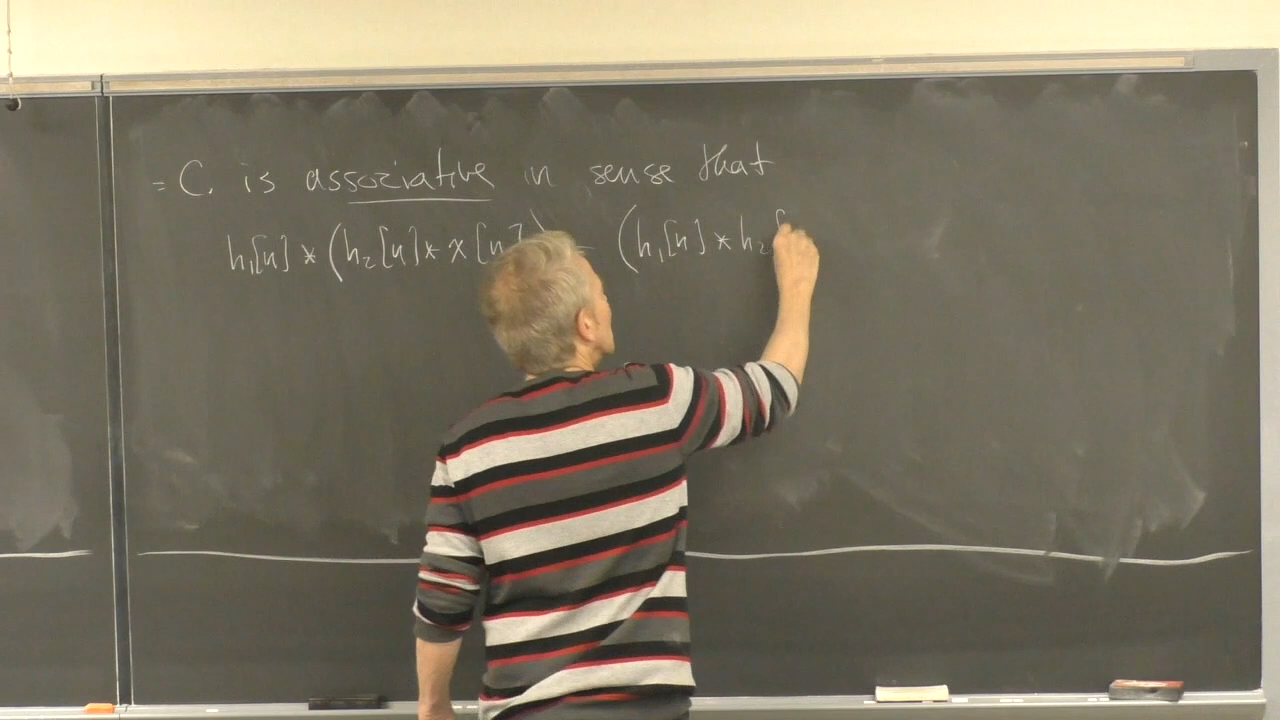 = C. is associative in sense that
h₁[n] * (h₂[n] * x[n]) = (h₁[n] * h₂[